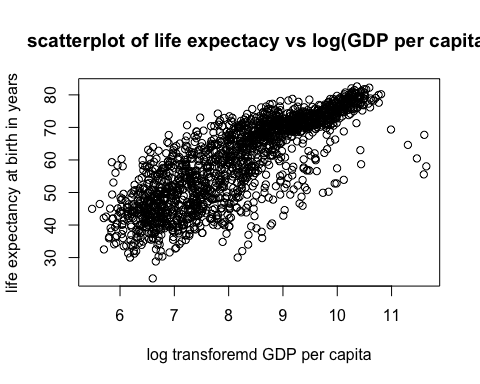 scatterplot of life expectacy vs log(GDP per capita
life expectancy at birth in years
80
70
60
50
40
30
6 7 8 9 10 11
log transforemd GDP per capita